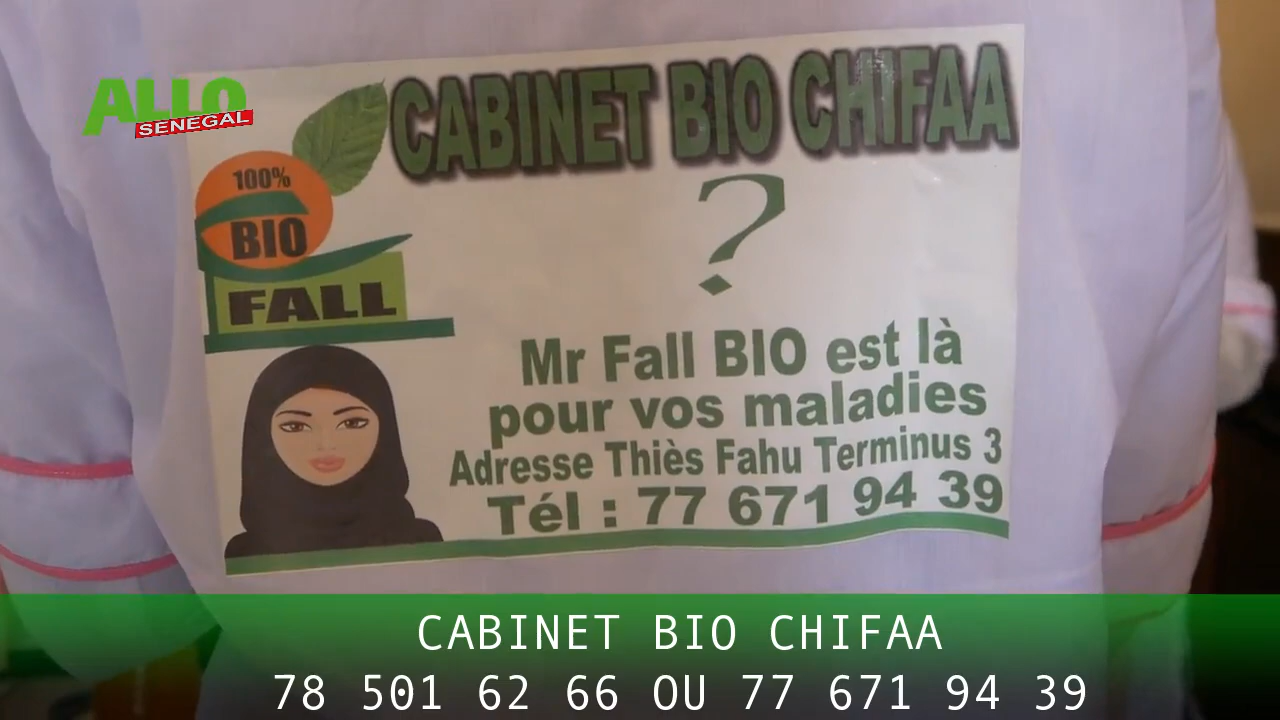 ALLO
SENEGAL
CABINET BIO CHIFAA
100%
BIO
FALL
?
Mr Fall BIO est là
pour vos maladies
Adresse Thiès Fahu Terminus 3
Tél : 77 671 94 39
CABINET BIO CHIFAA
78 501 62 66 OU 77 671 94 39